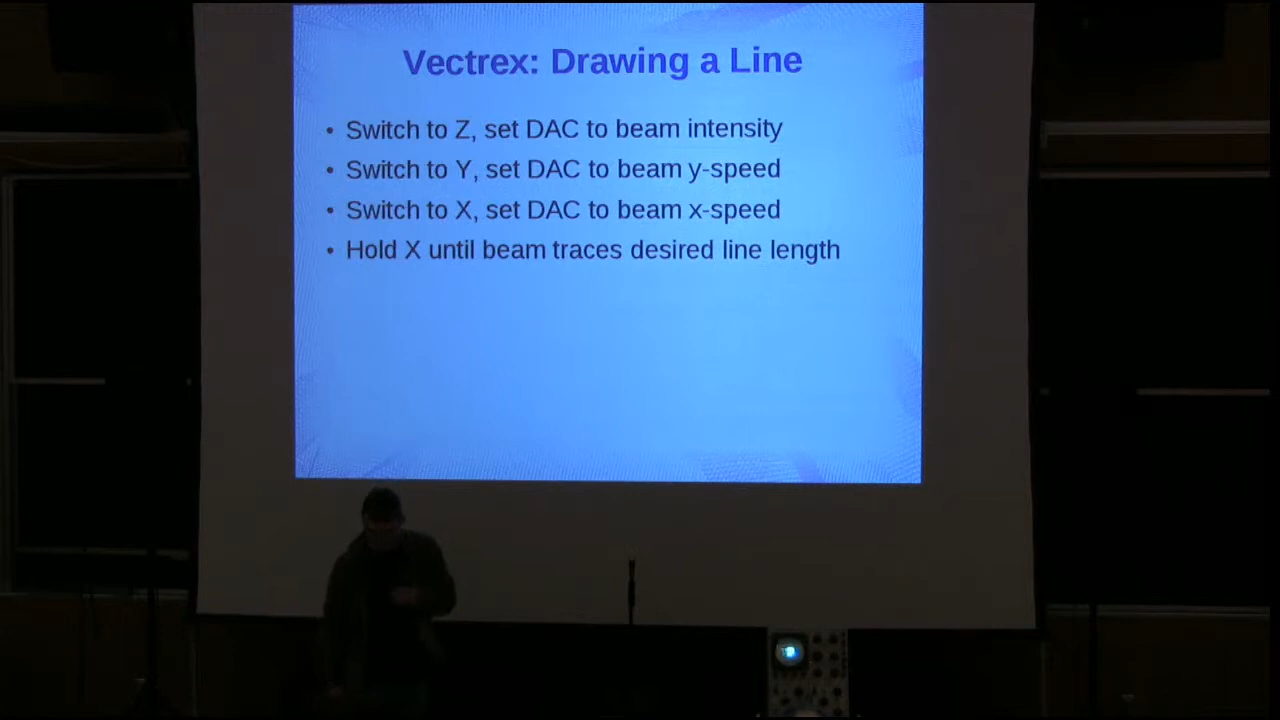 Vectrex: Drawing a Line
• Switch to Z, set DAC to beam intensity
• Switch to Y, set DAC to beam y-speed
• Switch to X, set DAC to beam x-speed
• Hold X until beam traces desired line length